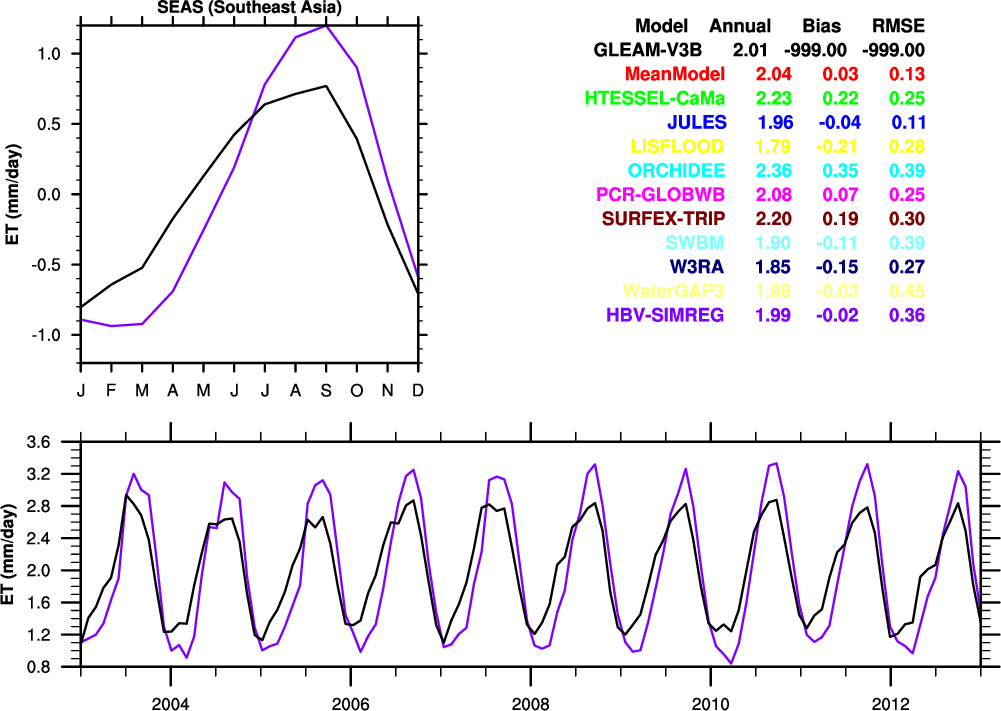 SEAS (Southeast Asia)
1.0
0.5
0.0
-0.5
-1.0
ET (mm/day)
J F M A M J J A S O N D
Model Annual Bias RMSE
GLEAM-V3B 2.01 -999.00 -999.00
MeanModel 2.04 0.03 0.13
HTESSEL-CaMa 2.23 0.22 0.25
JULES 1.96 -0.04 0.11
LISFLOOD 1.79 -0.21 0.28
ORCHIDEE 2.36 0.35 0.39
PCR-GLOBWB 2.08 0.07 0.25
SURFEX-TRIP 2.20 0.19 0.30
SWBM 1.90 -0.11 0.39
W3RA 1.85 -0.15 0.27
WaterGAP3 1.98 -0.03 0.45
HBV-SIMREG 1.99 -0.02 0.36
3.6
3.2
2.8
2.4
2.0
1.6
1.2
0.8
ET (mm/day)
2004 2006 2008 2010 2012